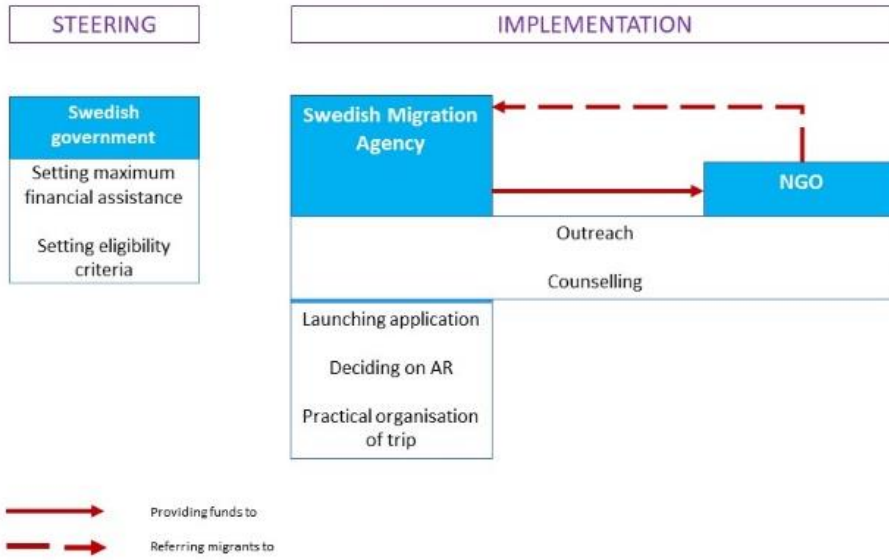 STEERING
IMPLEMENTATION
Swedish
government
Setting maximum
financial assistance
Setting eligibility
criteria
Swedish Migration
Agency
NGO
Outreach
Counselling
Launching application
Deciding on AR
Practical organisation
of trip
Providing funds to
Referring migrants to